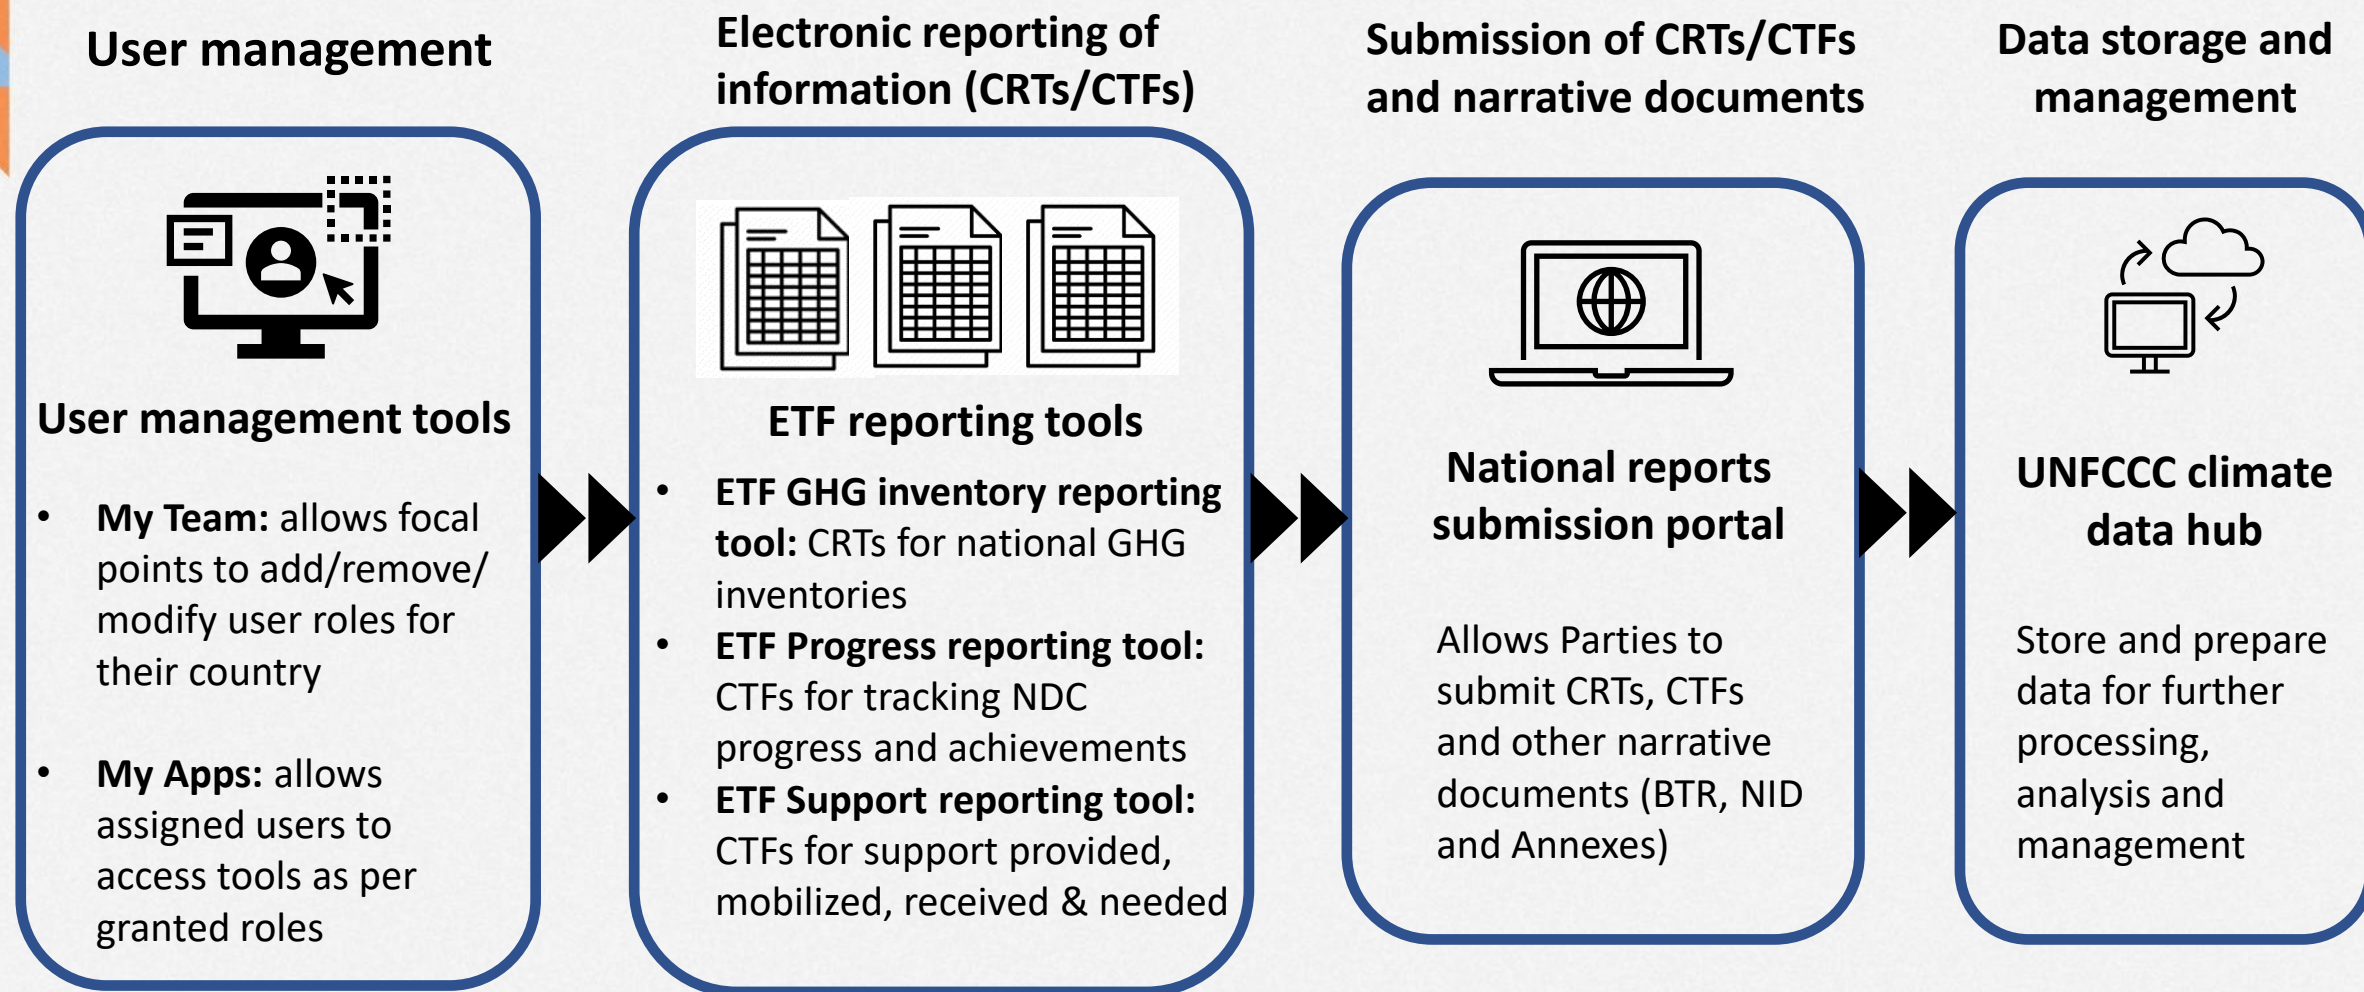 User management
User management tools
• My Team: allows focal
points to add/remove/
modify user roles for
their country
• My Apps: allows
assigned users to
access tools as per
granted roles
Electronic reporting of
information (CRTs/CTFs)
ETF reporting tools
• ETF GHG inventory reporting
tool: CRTs for national GHG
inventories
• ETF Progress reporting tool:
CTFs for tracking NDC
progress and achievements
• ETF Support reporting tool:
CTFs for support provided,
mobilized, received & needed
Submission of CRTs/CTFs
and narrative documents
National reports
submission portal
Allows Parties to
submit CRTs, CTFs
and other narrative
documents (BTR, NID
and Annexes)
Data storage and
management
UNFCCC climate
data hub
Store and prepare
data for further
processing,
analysis and
management